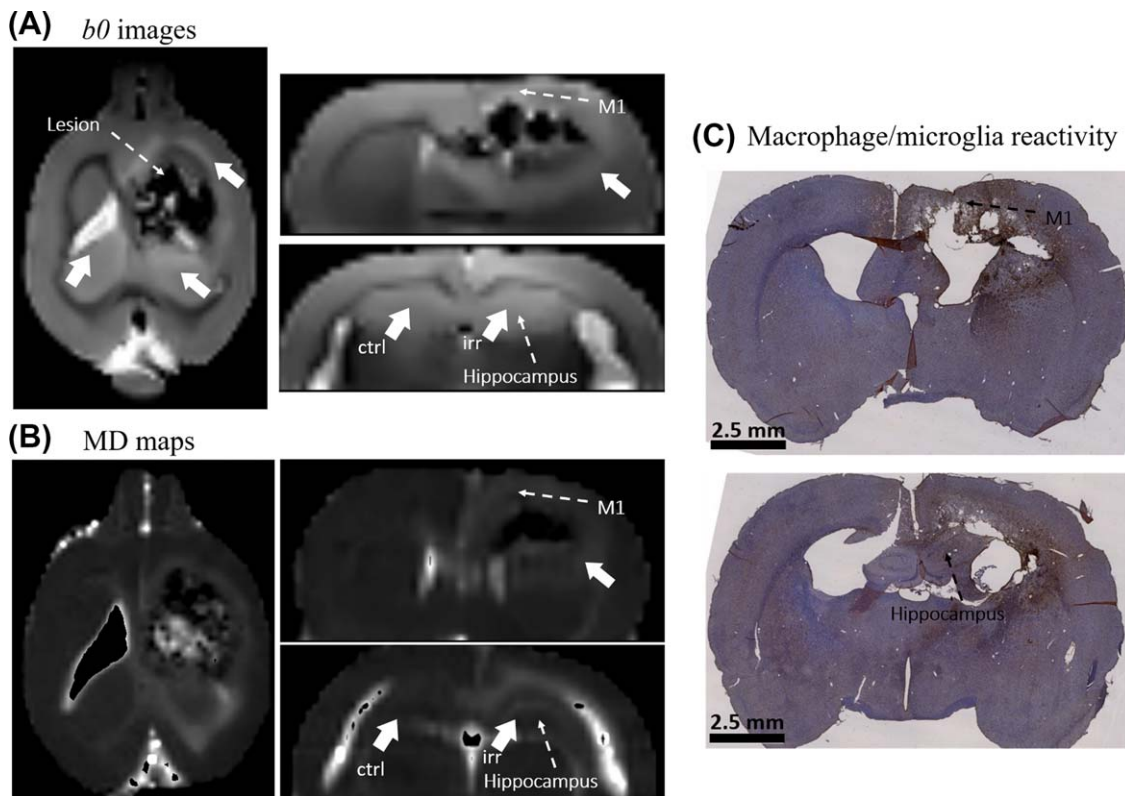 (A)
b0 images
Lesion
M1
ctrl
irr
Hippocampus
(B) MD maps
M1
ctrl
irr
Hippocampus
(C) Macrophage/microglia reactivity
M1
2.5 mm
Hippocampus
2.5 mm